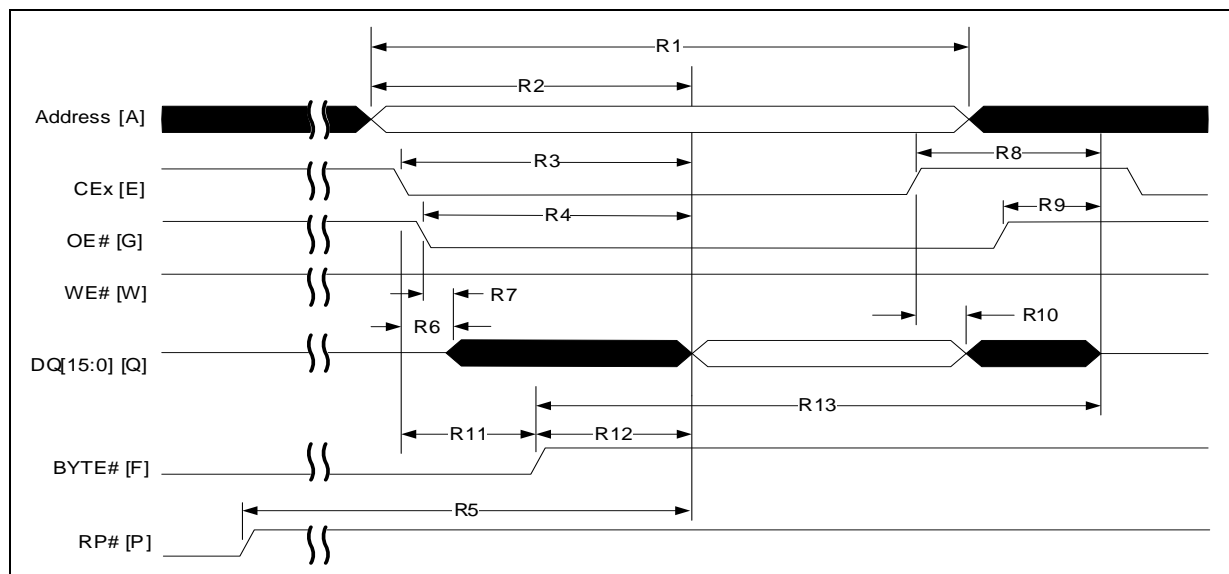 R1
R2
Address [A]
R3
R8
CEx [E]
R4
R9
OE# [G]
WE# [W]
R7
R6
R10
DQ[15:0] [Q]
R13
R11
R12
BYTE# [F]
R5
RP# [P]